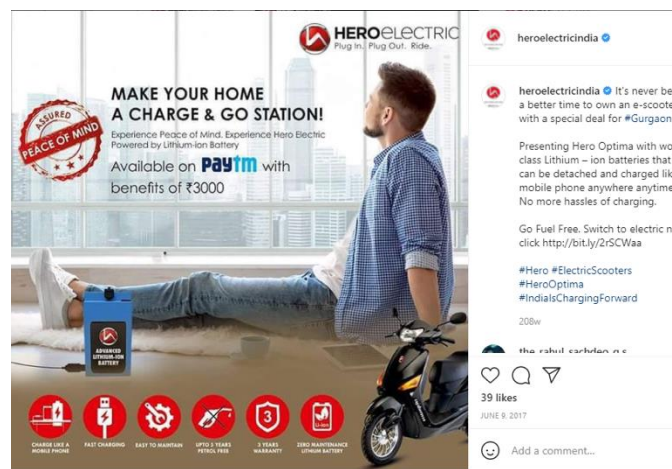 HEROELECTRIC
Plug In. Plug Out. Ride.
ASSURED
PEACE OF MIND
MAKE YOUR HOME
A CHARGE & GO STATION!
Experience Peace of Mind. Experience Hero Electric
Powered by Lithium-ion Battery
Available on Paytm with
benefits of ₹3000
ADVANCED
LITHIUM-ION
BATTERY
CHARGE LIKE A
MOBILE PHONE
FAST CHARGING
EASY TO MAINTAIN
UPTO 3 YEARS
PETROL FREE
3
3 YEARS
WARRANTY
Li-ion
ZERO MAINTENANCE
LITHIUM BATTERY
heroelectricindia
heroelectricindia It's never be
a better time to own an e-scoot
with a special deal for #Gurgaon
Presenting Hero Optima with wo
class Lithium – ion batteries that
can be detached and charged lik
mobile phone anywhere anytime
No more hassles of charging.
Go Fuel Free. Switch to electric n
click http://bit.ly/2rSCWaa
#Hero #ElectricScooters
#HeroOptima
#IndiaIsChargingForward
208w
the_rahul_sachdeo_g.s
39 likes
JUNE 9, 2017
Add a comment...